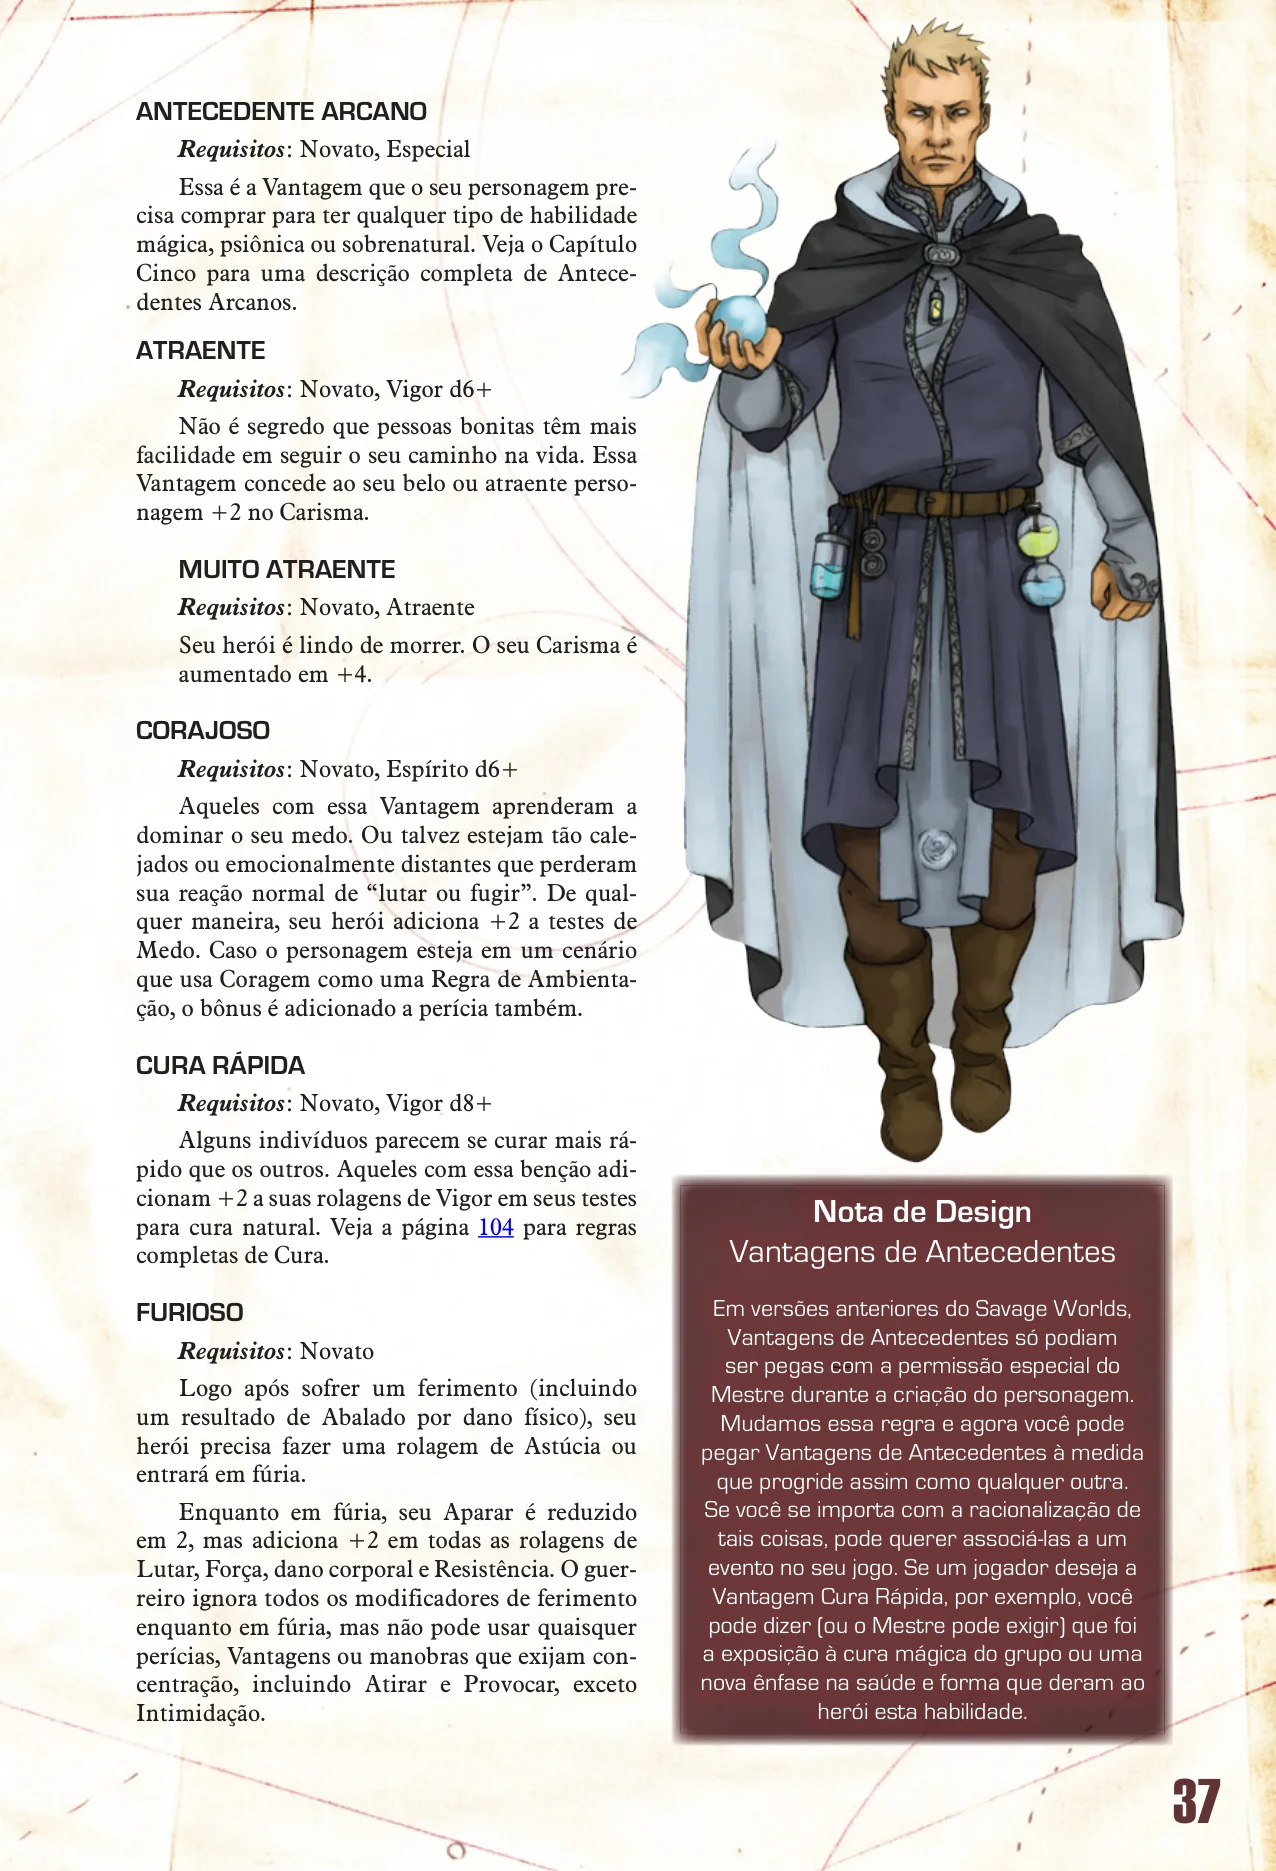 ANTECEDENTE ARCANO
Requisitos: Novato, Especial
Essa é a Vantagem que o seu personagem pre-
cisa comprar para ter qualquer tipo de habilidade
mágica, psiônica ou sobrenatural. Veja o Capítulo
Cinco para uma descrição completa de Antece-
dentes Arcanos.
ATRAENTE
Requisitos: Novato, Vigor d6+
Não é segredo que pessoas bonitas têm mais
facilidade em seguir o seu caminho na vida. Essa
Vantagem concede ao seu belo ou atraente perso-
nagem +2 no Carisma.
MUITO ATRAENTE
Requisitos: Novato, Atraente
Seu herói é lindo de morrer. O seu Carisma é
aumentado em +4.
CORAJOSO
Requisitos: Novato, Espírito d6+
Aqueles com essa Vantagem aprenderam a
dominar o seu medo. Ou talvez estejam tão cale-
jados ou emocionalmente distantes que perderam
sua reação normal de “lutar ou fugir”. De qual-
quer maneira, seu herói adiciona +2 a testes de
Medo. Caso o personagem esteja em um cenário
que usa Coragem como uma Regra de Ambienta-
ção, o bônus é adicionado a perícia também.
CURA RÁPIDA
Requisitos: Novato, Vigor d8+
Alguns indivíduos parecem se curar mais rá-
pido que os outros. Aqueles com essa benção adi-
cionam +2 a suas rolagens de Vigor em seus testes
para cura natural. Veja a página 104 para regras
completas de Cura.
FURIOSO
Requisitos: Novato
Logo após sofrer um ferimento (incluindo
um resultado de Abalado por dano físico), seu
herói precisa fazer uma rolagem de Astúcia ou
entrará em fúria.
Enquanto em fúria, seu Aparar é reduzido
em 2, mas adiciona +2 em todas as rolagens de
Lutar, Força, dano corporal e Resistência. O guer-
reiro ignora todos os modificadores de ferimento
enquanto em fúria, mas não pode usar quaisquer
perícias, Vantagens ou manobras que exijam con-
centração, incluindo Atirar e Provocar, exceto
Intimidação.
Nota de Design
Vantagens de Antecedentes
Em versões anteriores do Savage Worlds,
Vantagens de Antecedentes só podiam
ser pegas com a permissão especial do
Mestre durante a criação do personagem.
Mudamos essa regra e agora você pode
pegar Vantagens de Antecedentes à medida
que progride assim como qualquer outra.
Se você se importa com a racionalização de
tais coisas, pode querer associá-las a um
evento no seu jogo. Se um jogador deseja a
Vantagem Cura Rápida, por exemplo, você
pode dizer (ou o Mestre pode exigir) que foi
a exposição à cura mágica do grupo ou uma
nova ênfase na saúde e forma que deram ao
herói esta habilidade.
37